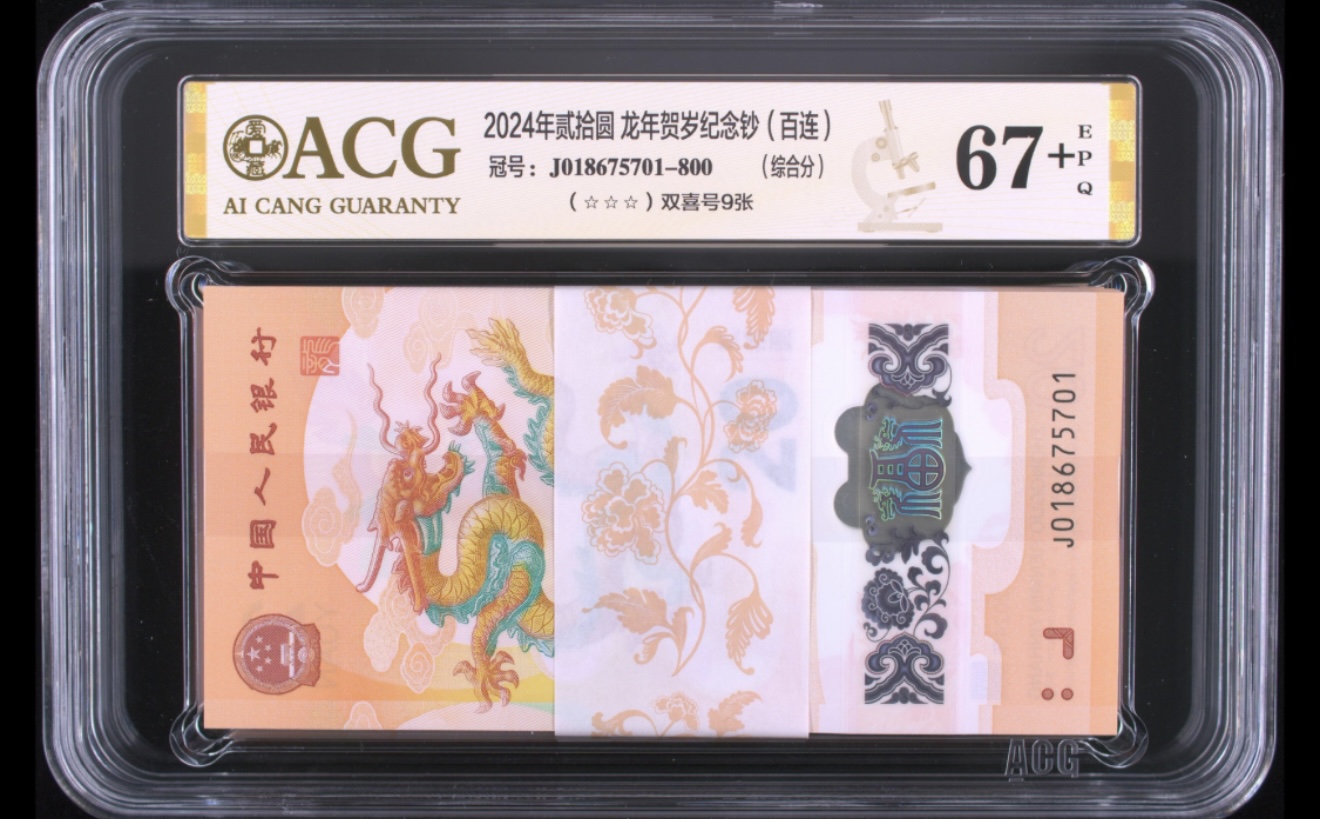 ACG
AI CANG GUARANTY
2024年贰拾圆 龙年贺岁纪念钞（百连）
冠号：J018675701-800 （综合分）
（☆☆☆）双喜号9张
67+
EPQ
中国人民銀行
J018675701
ACG